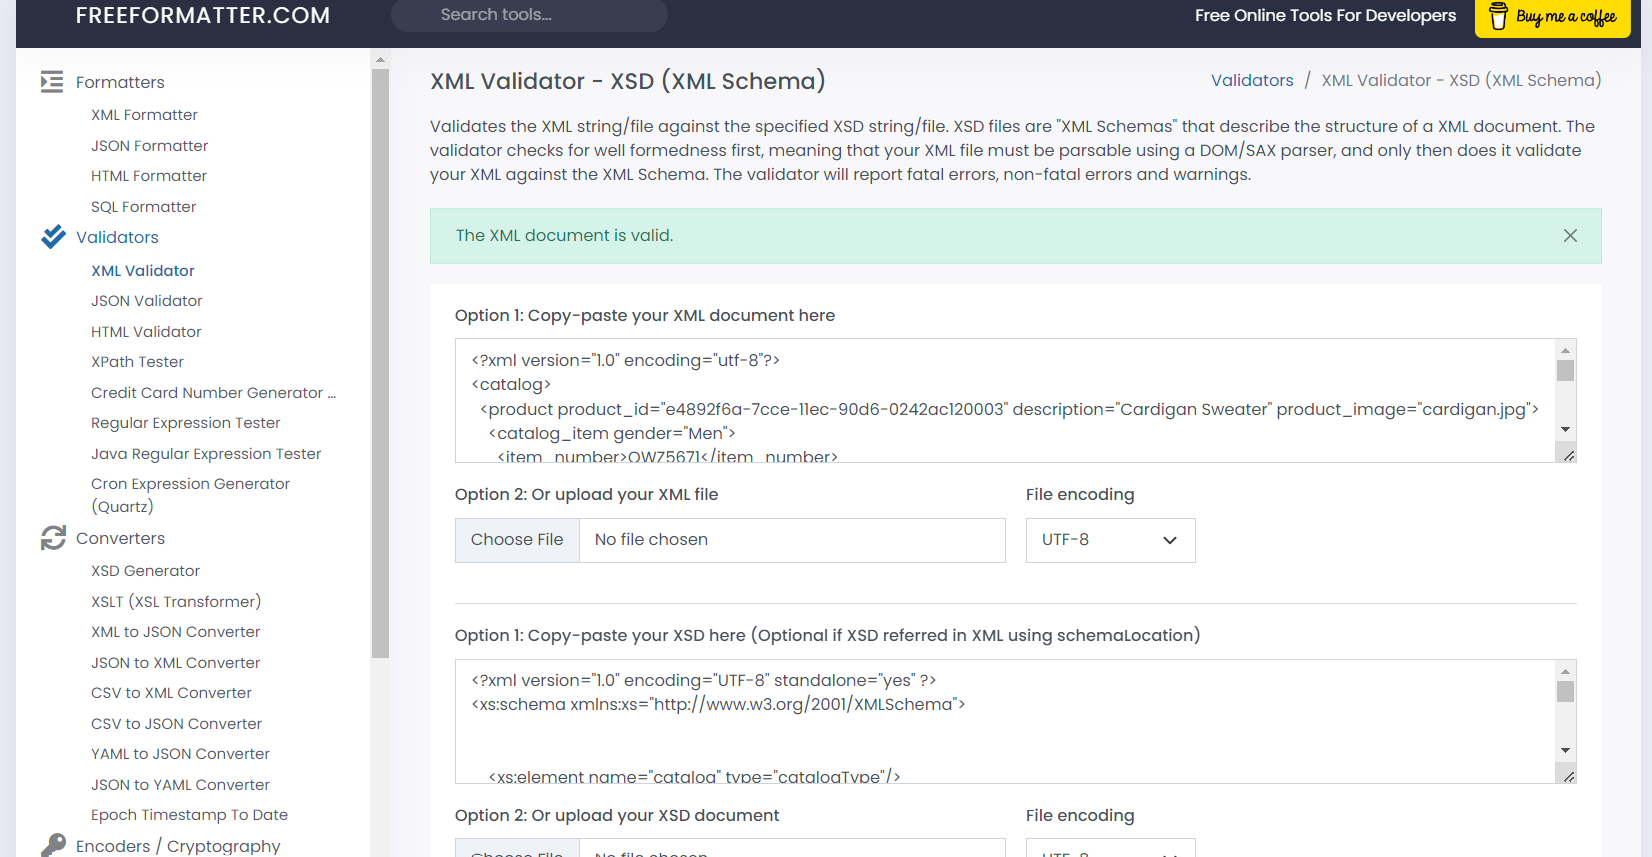 FREEFORMATTER.COM
Search tools...
Free Online Tools For Developers
Buy me a coffee
Formatters
XML Formatter
JSON Formatter
HTML Formatter
SQL Formatter
Validators
XML Validator
JSON Validator
HTML Validator
XPath Tester
Credit Card Number Generator ...
Regular Expression Tester
Java Regular Expression Tester
Cron Expression Generator
(Quartz)
Converters
XSD Generator
XSLT (XSL Transformer)
XML to JSON Converter
JSON to XML Converter
CSV to XML Converter
CSV to JSON Converter
YAML to JSON Converter
JSON to YAML Converter
Epoch Timestamp To Date
Encoders / Cryptography
XML Validator - XSD (XML Schema)
Validators / XML Validator - XSD (XML Schema)
Validates the XML string/file against the specified XSD string/file. XSD files are "XML Schemas" that describe the structure of a XML document. The
validator checks for well formedness first, meaning that your XML file must be parsable using a DOM/SAX parser, and only then does it validate
your XML against the XML Schema. The validator will report fatal errors, non-fatal errors and warnings.
The XML document is valid.
Option 1: Copy-paste your XML document here
<?xml version="1.0" encoding="utf-8"?>
<catalog>
<product product_id="e4892f6a-7cce-11ec-90d6-0242ac120003" description="Cardigan Sweater" product_image="cardigan.jpg">
<catalog_item gender="Men">
<item_number>QWZ5671</item_number>
Option 2: Or upload your XML file
File encoding
Choose File No file chosen
UTF-8
Option 1: Copy-paste your XSD here (Optional if XSD referred in XML using schemaLocation)
<?xml version="1.0" encoding="UTF-8" standalone="yes" ?>
<xs:schema xmlns:xs="http://www.w3.org/2001/XMLSchema">
<xs:element name="catalog" type="catalogType"/>
Option 2: Or upload your XSD document
File encoding
Choose File No file chosen
UTF-8